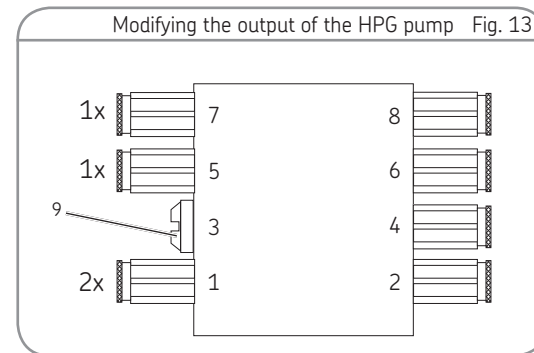 Modifying the output of the HPG pump Fig. 13
1x 7 8
1x 5 6
9 3 4
2x 1 2